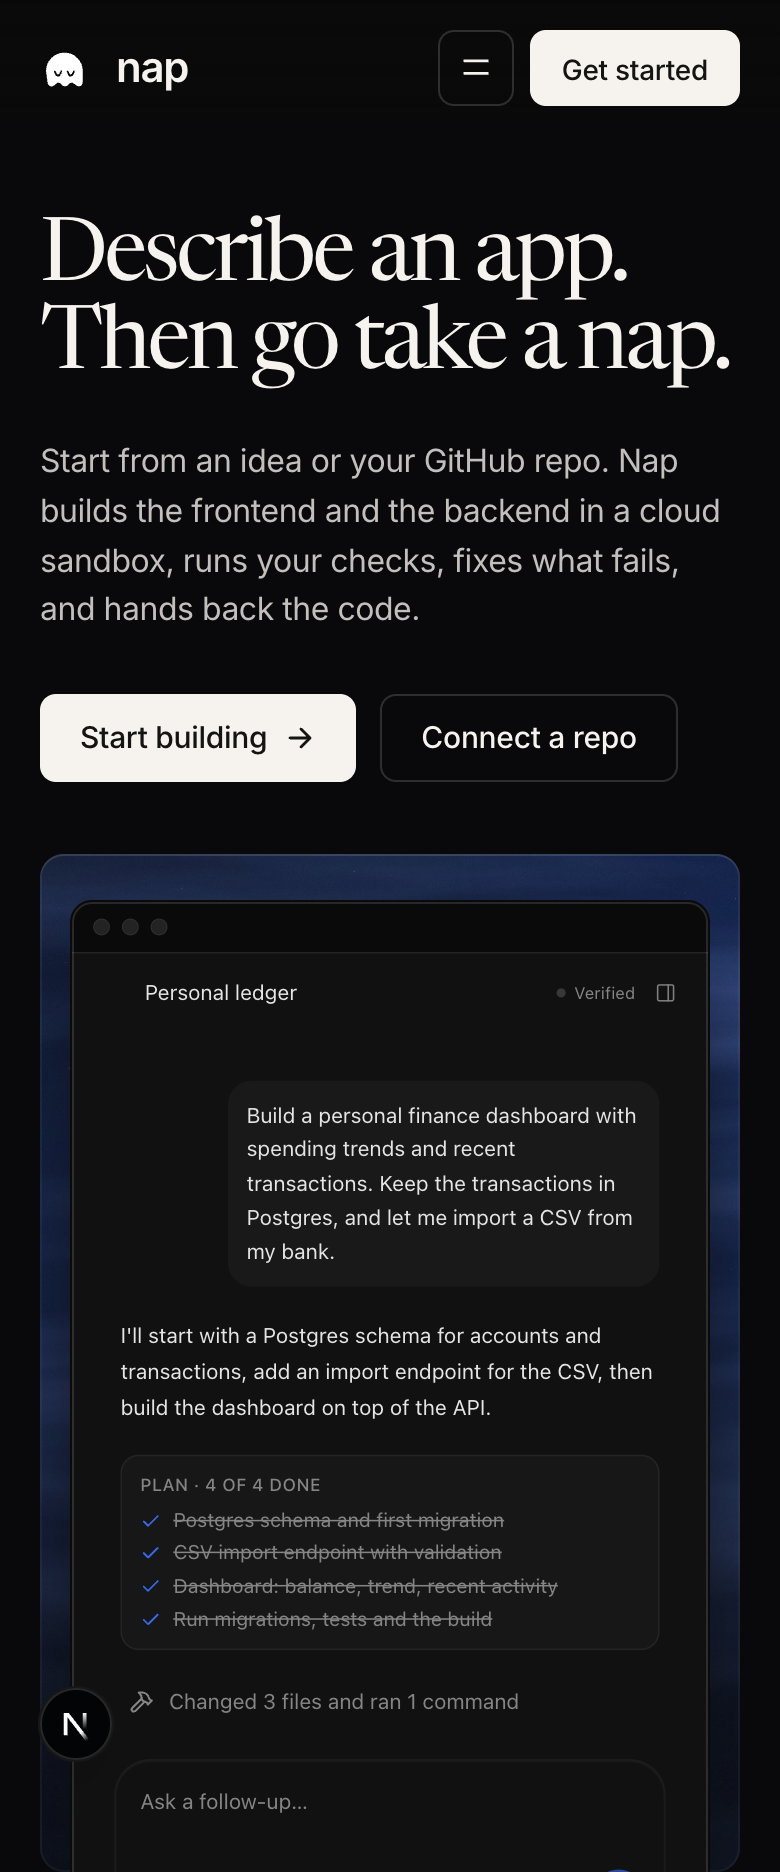 nap
Get started
Describe an app.
Then go take a nap.
Start from an idea or your GitHub repo. Nap
builds the frontend and the backend in a cloud
sandbox, runs your checks, fixes what fails,
and hands back the code.
Start building →
Connect a repo
Personal ledger
Verified
Build a personal finance dashboard with
spending trends and recent
transactions. Keep the transactions in
Postgres, and let me import a CSV from
my bank.
I'll start with a Postgres schema for accounts and
transactions, add an import endpoint for the CSV, then
build the dashboard on top of the API.
PLAN · 4 OF 4 DONE
Postgres schema and first migration
CSV import endpoint with validation
Dashboard: balance, trend, recent activity
Run migrations, tests and the build
Changed 3 files and ran 1 command
N
Ask a follow-up...